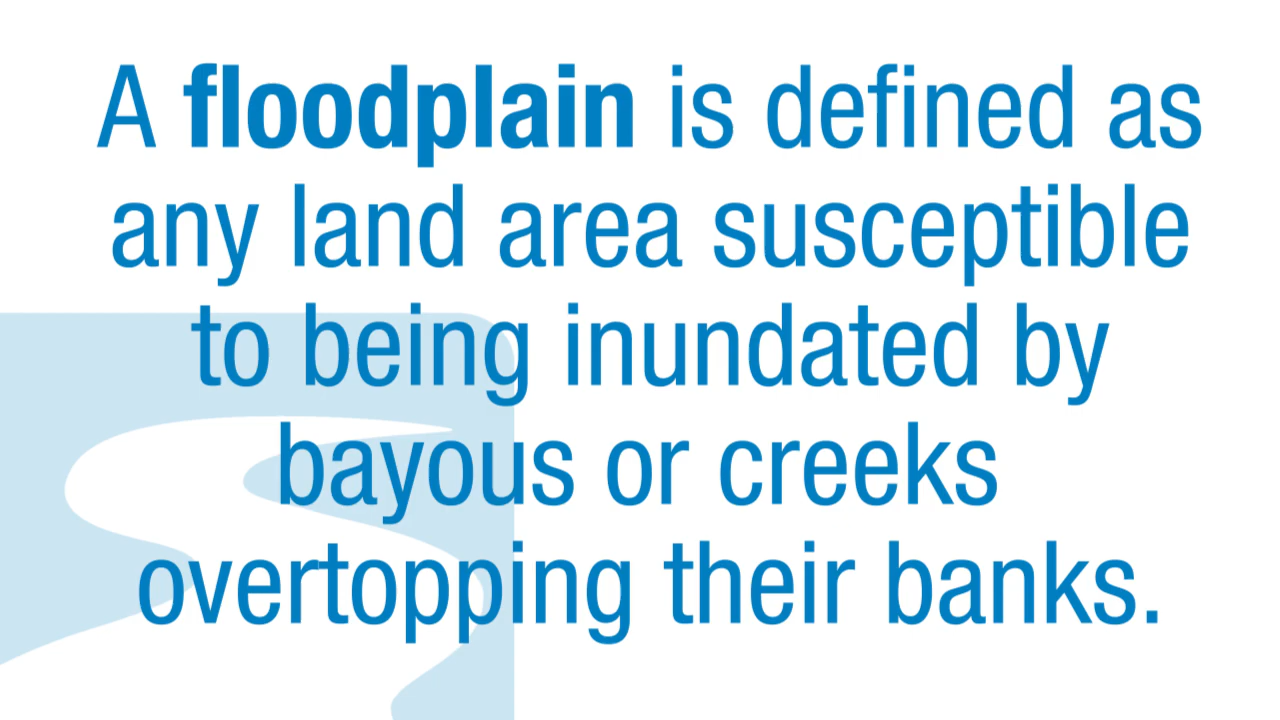 A floodplain is defined as
any land area susceptible
to being inundated by
bayous or creeks
overtopping their banks.